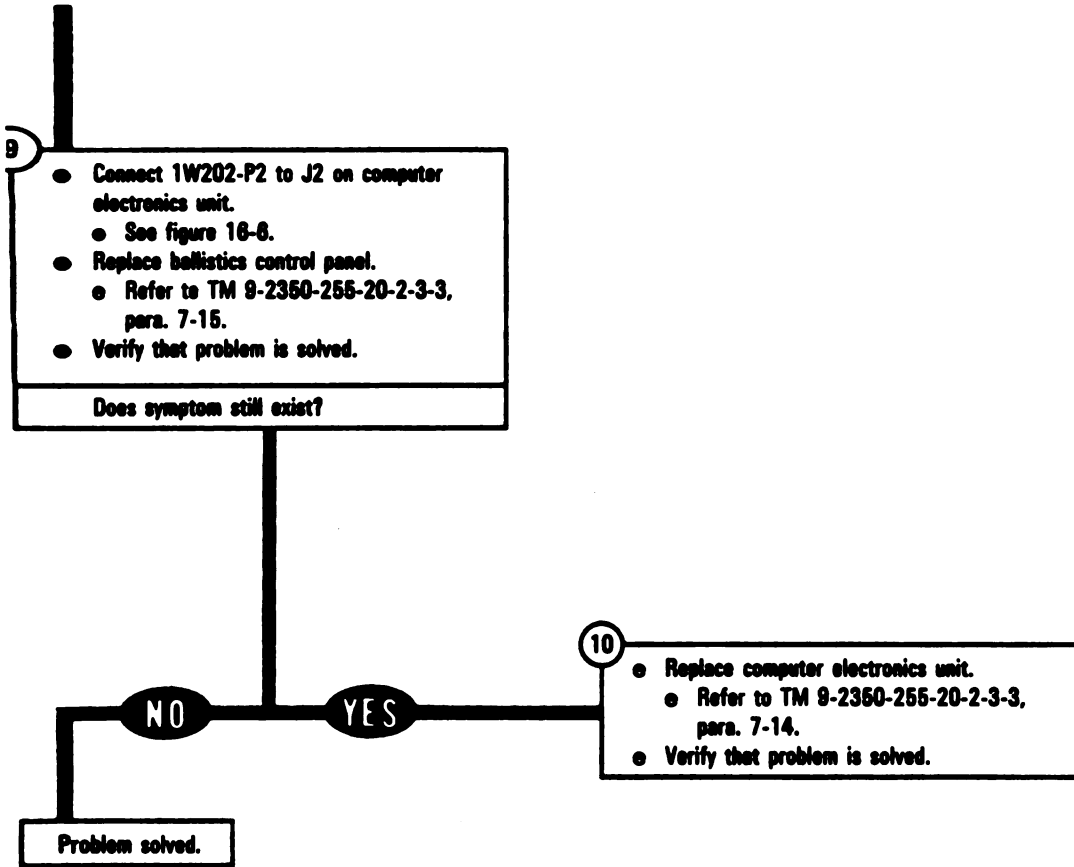 9
● Connect 1W202-P2 to J2 on computer
electronics unit.
● See figure 16-6.
● Replace ballistics control panel.
● Refer to TM 9-2350-255-20-2-3-3,
para. 7-15.
● Verify that problem is solved.
Does symptom still exist?
NO
YES
10
● Replace computer electronics unit.
● Refer to TM 9-2350-255-20-2-3-3,
para. 7-14.
● Verify that problem is solved.
Problem solved.